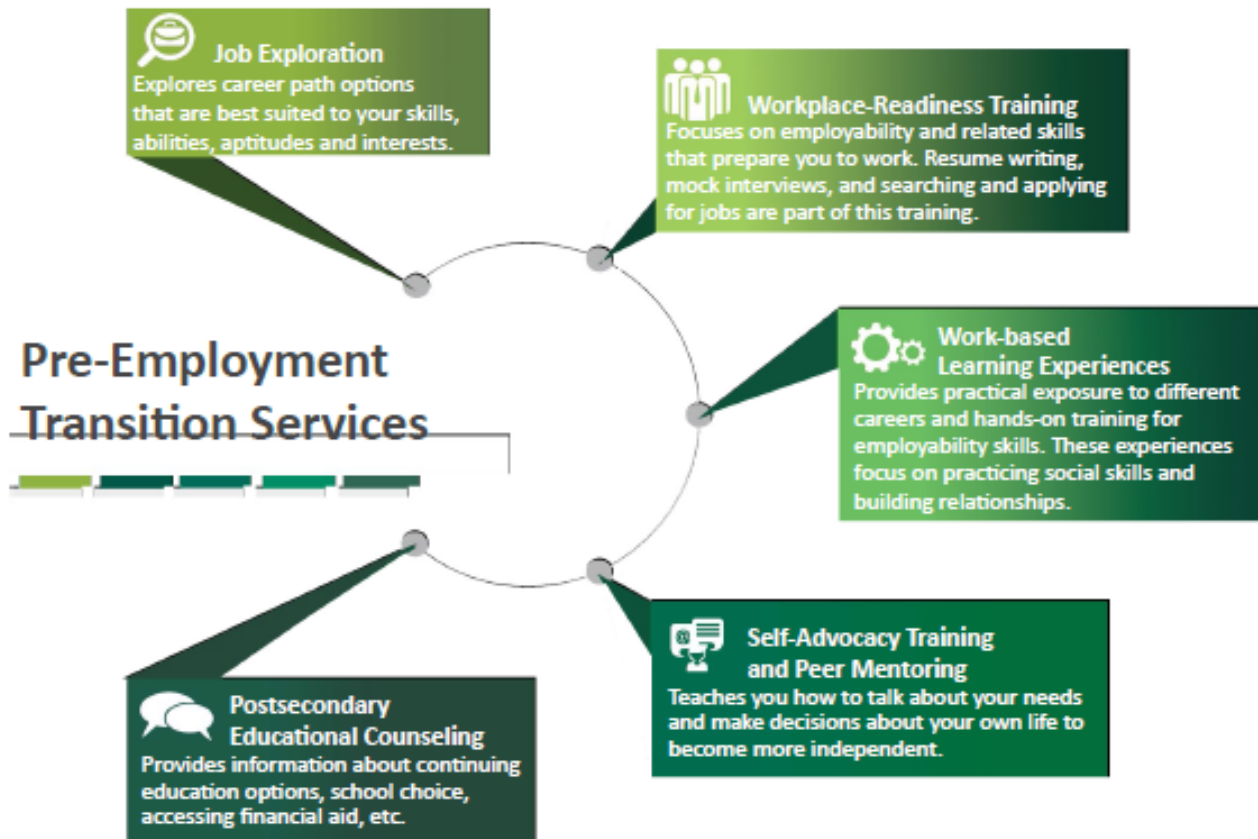 Job Exploration
Explores career path options
that are best suited to your skills,
abilities, aptitudes and interests.
Workplace-Readiness Training
Focuses on employability and related skills
that prepare you to work. Resume writing,
mock interviews, and searching and applying
for jobs are part of this training.
Pre-Employment
Transition Services
Work-based
Learning Experiences
Provides practical exposure to different
careers and hands-on training for
employability skills. These experiences
focus on practicing social skills and
building relationships.
Self-Advocacy Training
and Peer Mentoring
Teaches you how to talk about your needs
and make decisions about your own life to
become more independent.
Postsecondary
Educational Counseling
Provides information about continuing
education options, school choice,
accessing financial aid, etc.